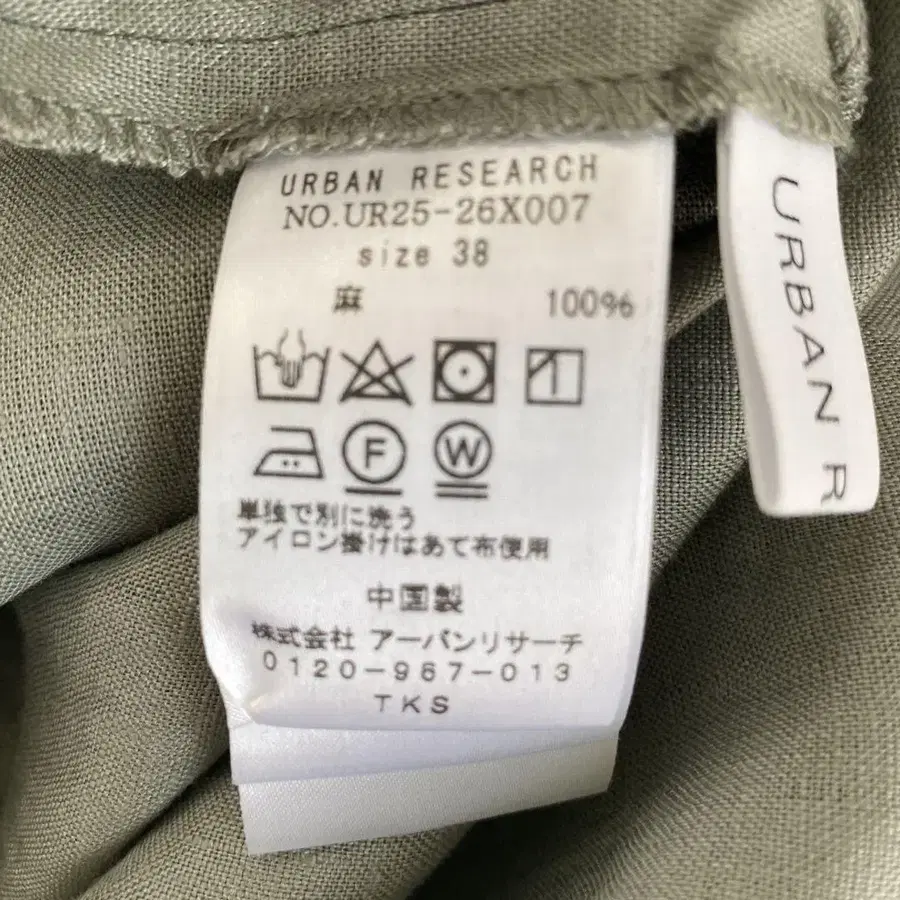 URBAN RESEARCH
NO.UR25-26X007
size 38
麻 100%
F W
単独で別に洗う
アイロン掛けはあて布使用
中国製
株式会社 アーバンリサーチ
0120-967-013
TKS
URBAN R